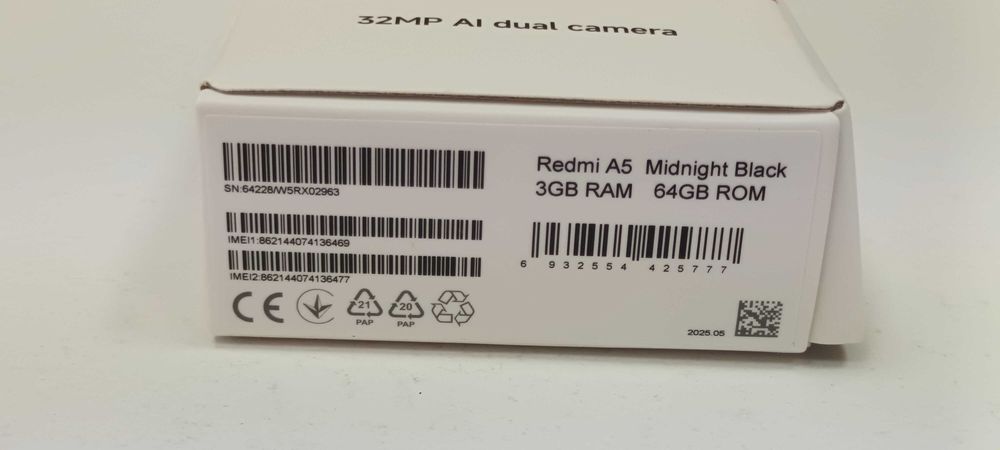 32MP AI dual camera
SN:64228/W5RX02963
IMEI1:862144074136469
IMEI2:862144074136477
CE
21
PAP
20
PAP
Redmi A5 Midnight Black
3GB RAM 64GB ROM
6 932554 425777
2025.05